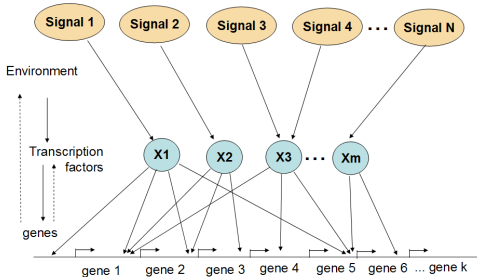 Signal 1 Signal 2 Signal 3 Signal 4 ... Signal N
Environment
Transcription
factors
X1 X2 X3 ... Xm
genes
gene 1 gene 2 gene 3 gene 4 gene 5 gene 6 ... gene k